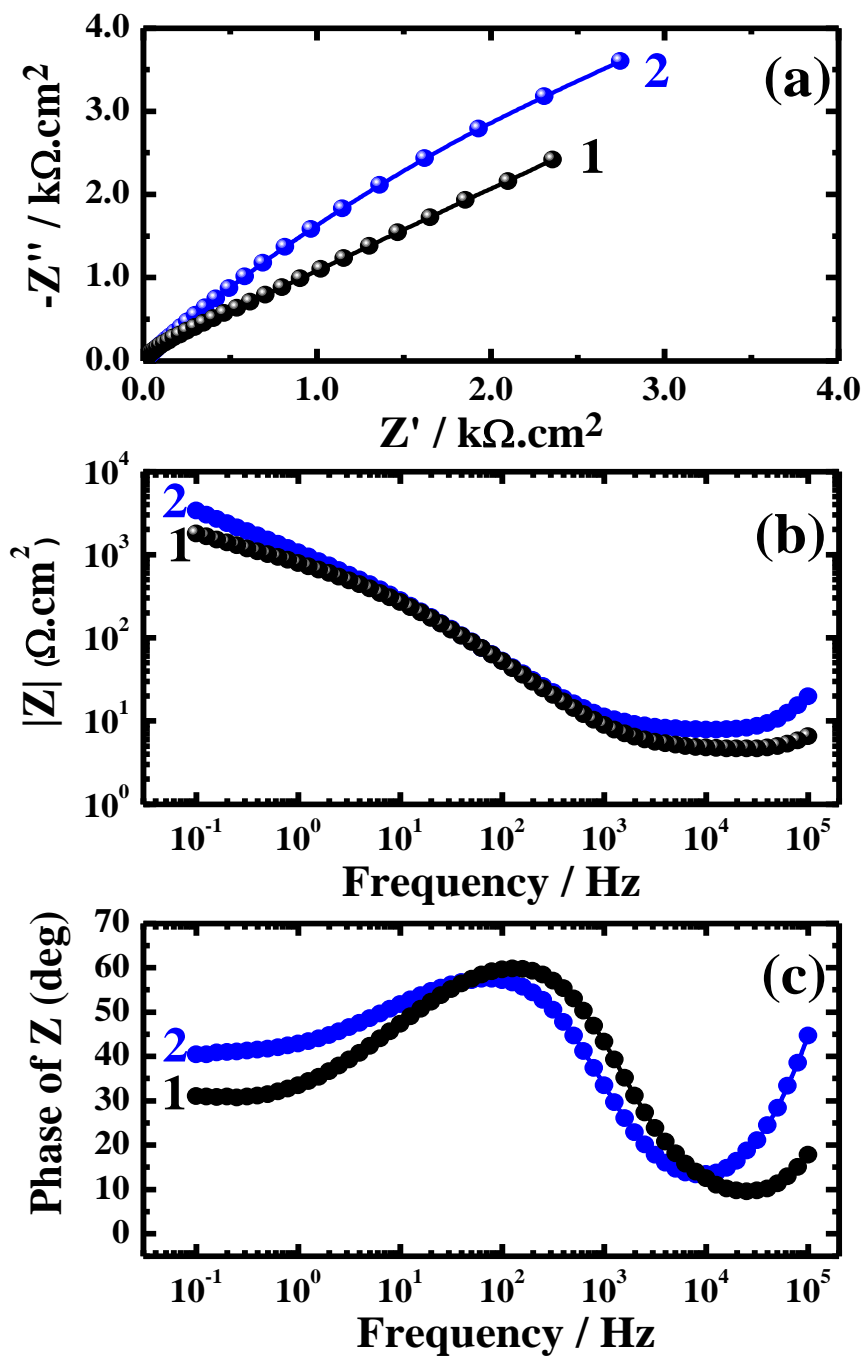 4.0
3.0
2.0
1.0
0.0
-Z'' / kΩ.cm2
2
1
(a)
0.0 1.0 2.0 3.0 4.0
Z' / kΩ.cm2
10^4
10^3
10^2
10^1
10^0
|Z| (Ω.cm2)
2
1
(b)
10^-1 10^0 10^1 10^2 10^3 10^4 10^5
Frequency / Hz
70
60
50
40
30
20
10
0
Phase of Z (deg)
2
1
(c)
10^-1 10^0 10^1 10^2 10^3 10^4 10^5
Frequency / Hz